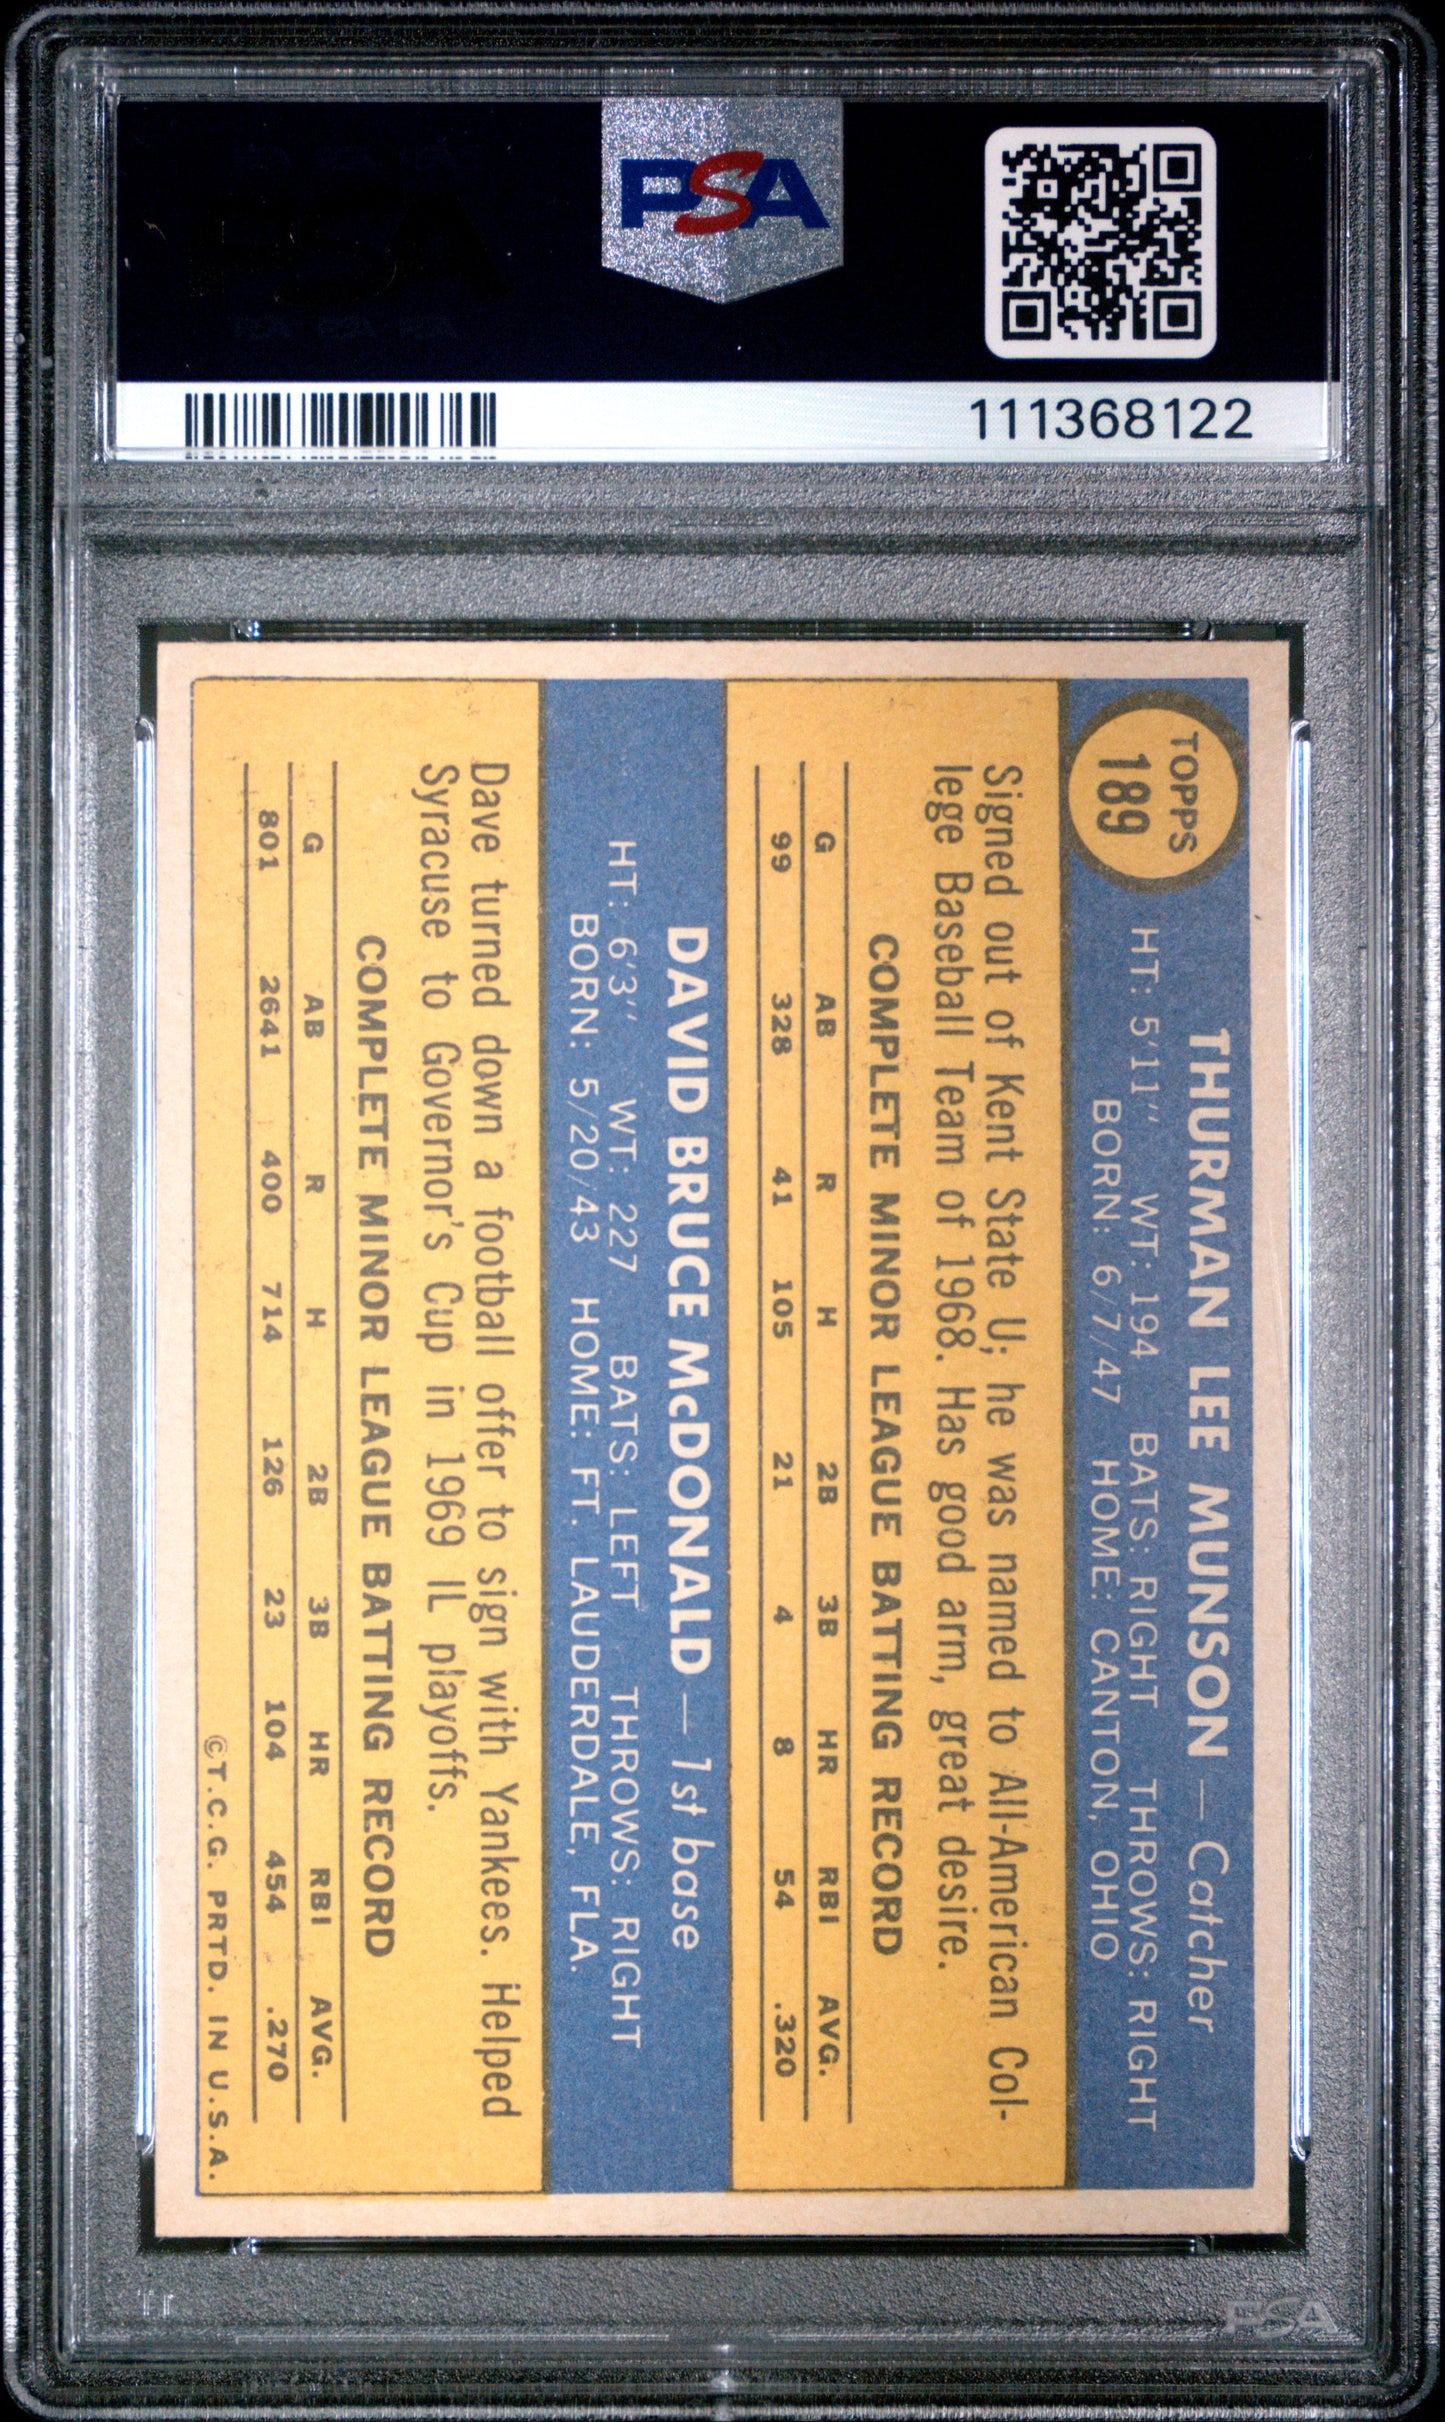 PSA
111368122
TOPPS
189
THURMAN LEE MUNSON — Catcher
HT: 5'11" WT: 194 BATS: RIGHT THROWS: RIGHT
BORN: 6/7/47 HOME: CANTON, OHIO
Signed out of Kent State U; he was named to All-American Col-
lege Baseball Team of 1968. Has good arm, great desire.
COMPLETE MINOR LEAGUE BATTING RECORD
G AB R H 2B 3B HR RBI AVG.
99 328 41 105 21 4 8 54 .320
DAVID BRUCE McDONALD — 1st base
HT: 6'3" WT: 227 BATS: LEFT THROWS: RIGHT
BORN: 5/20/43 HOME: FT. LAUDERDALE, FLA.
Dave turned down a football offer to sign with Yankees. Helped
Syracuse to Governor's Cup in 1969 IL playoffs.
COMPLETE MINOR LEAGUE BATTING RECORD
G AB R H 2B 3B HR RBI AVG.
801 2641 400 714 126 23 104 454 .270
©T.C.G. PRTD. IN U.S.A.
PSA